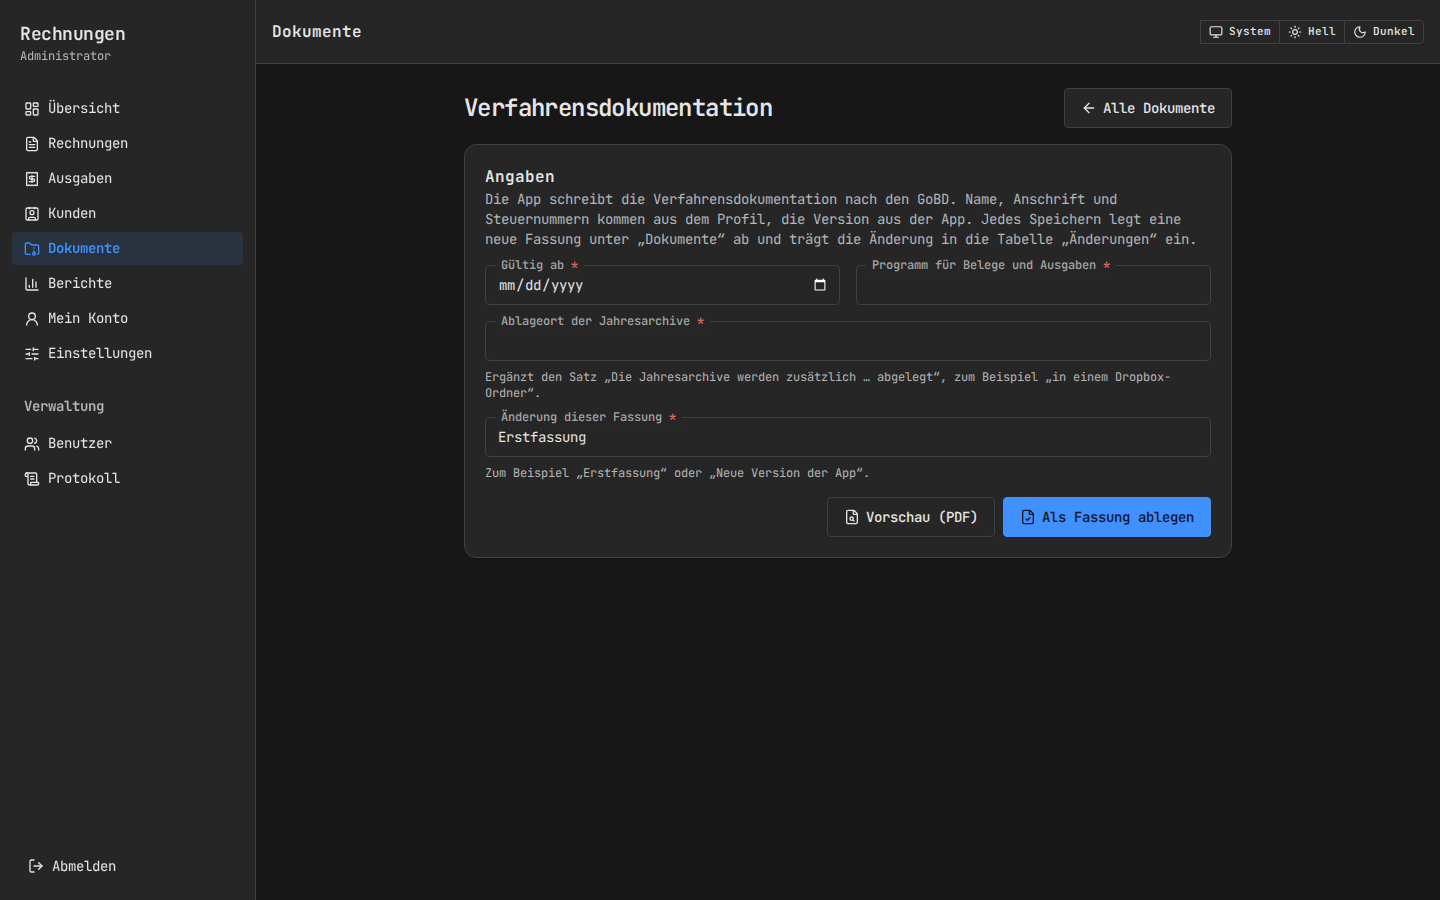 Rechnungen
Administrator
Übersicht
Rechnungen
Ausgaben
Kunden
Dokumente
Berichte
Mein Konto
Einstellungen
Verwaltung
Benutzer
Protokoll
Abmelden
Dokumente
System
Hell
Dunkel
Verfahrensdokumentation
Alle Dokumente
Angaben
Die App schreibt die Verfahrensdokumentation nach den GoBD. Name, Anschrift und
Steuernummern kommen aus dem Profil, die Version aus der App. Jedes Speichern legt eine
neue Fassung unter „Dokumente“ ab und trägt die Änderung in die Tabelle „Änderungen“ ein.
Gültig ab *
mm/dd/yyyy
Programm für Belege und Ausgaben *
Ablageort der Jahresarchive *
Ergänzt den Satz „Die Jahresarchive werden zusätzlich … abgelegt“, zum Beispiel „in einem Dropbox-
Ordner“.
Änderung dieser Fassung *
Erstfassung
Zum Beispiel „Erstfassung“ oder „Neue Version der App“.
Vorschau (PDF)
Als Fassung ablegen